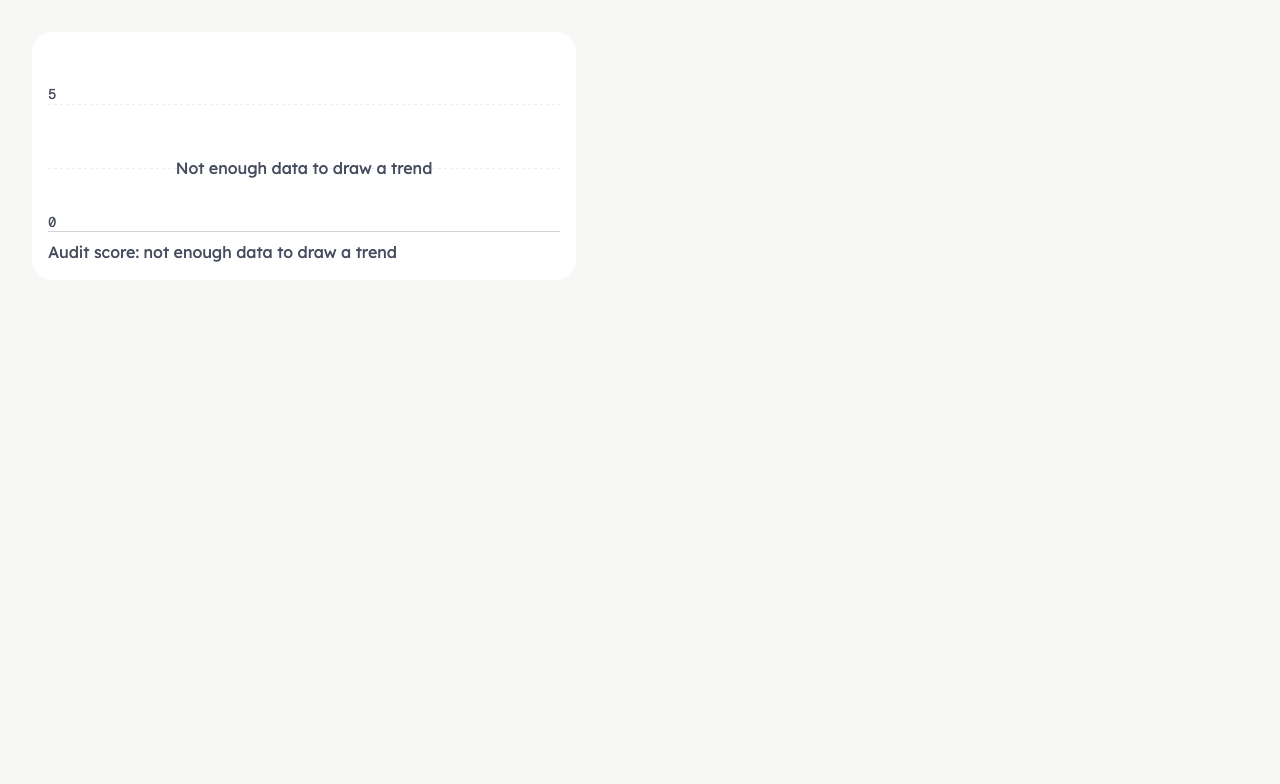 5
Not enough data to draw a trend
0
Audit score: not enough data to draw a trend